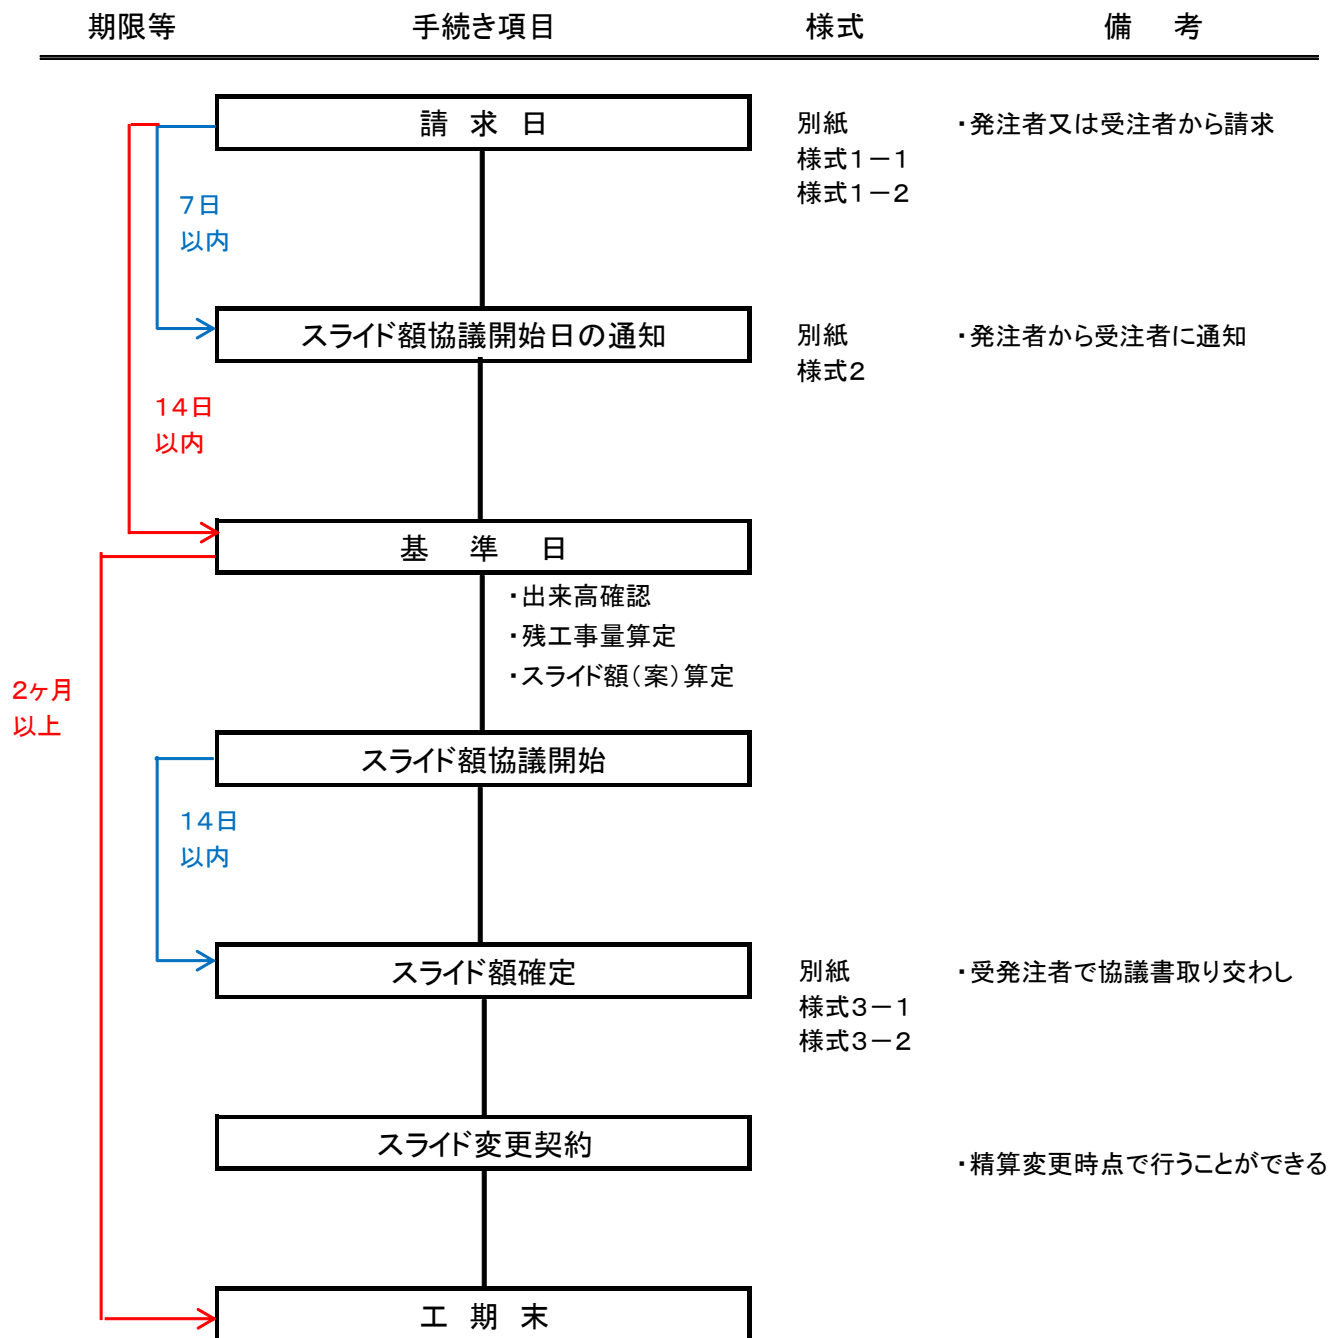 期限等 手続き項目 様式 備 考
請 求 日 別紙 ・発注者又は受注者から請求
様式1－1
様式1－2
7日
以内
スライド額協議開始日の通知 別紙 ・発注者から受注者に通知
様式2
14日
以内
基 準 日
・出来高確認
・残工事量算定
・スライド額（案）算定
2ヶ月
以上
スライド額協議開始
14日
以内
スライド額確定 別紙 ・受発注者で協議書取り交わし
様式3－1
様式3－2
スライド変更契約
・精算変更時点で行うことができる
工 期 末